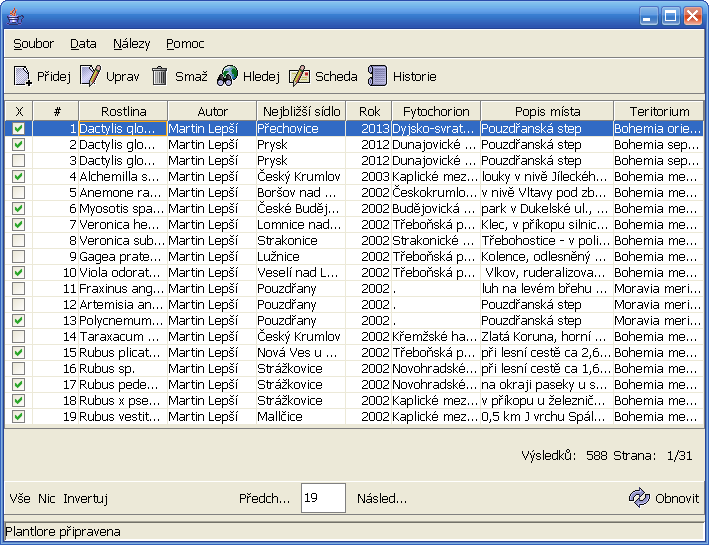 Soubor Data Nálezy Pomoc
Přidej Uprav Smaž Hledej Scheda Historie
X # Rostlina Autor Nejbližší sídlo Rok Fytochorion Popis místa Teritorium
1 Dactylis glo... Martin Lepší Přechovice 2013 Dyjsko-svrat... Pouzdřanská step Bohemia orie...
2 Dactylis glo... Martin Lepší Prysk 2012 Dunajovické ... Pouzdřanská step Bohemia sep...
3 Dactylis glo... Martin Lepší Prysk 2012 Dunajovické ... Pouzdřanská step Bohemia sep...
4 Alchemilla s... Martin Lepší Český Krumlov 2003 Kaplické mez... louky v nivě Jíleckéh... Bohemia me...
5 Anemone ra... Martin Lepší Boršov nad ... 2002 Českokrumlo... v nivě Vltavy pod zb... Bohemia me...
6 Myosotis spa... Martin Lepší České Buděj... 2002 Budějovická ... park v Dukelské ul., ... Bohemia me...
7 Veronica he... Martin Lepší Lomnice nad... 2002 Třeboňská p... Klec, v příkopu silnic... Bohemia me...
8 Veronica sub... Martin Lepší Strakonice 2002 Strakonické ... Třebohostice - v poli... Bohemia me...
9 Gagea prate... Martin Lepší Lužnice 2002 Třeboňská p... Kolence, odlesněný ... Bohemia me...
10 Viola odorat... Martin Lepší Veselí nad L... 2002 Třeboňská p... Vlkov, ruderalizova... Bohemia me...
11 Fraxinus ang... Martin Lepší Pouzdřany 2002 . luh na levém břehu ... Moravia meri...
12 Artemisia an... Martin Lepší Pouzdřany 2002 . Pouzdřanská step Moravia meri...
13 Polycnemum... Martin Lepší Pouzdřany 2002 . Pouzdřanská step Moravia meri...
14 Taraxacum ... Martin Lepší Český Krumlov 2002 Křemžské ha... Zlatá Koruna, horní ... Bohemia me...
15 Rubus plicat... Martin Lepší Nová Ves u ... 2002 Třeboňská p... při lesní cestě ca 2,6... Bohemia me...
16 Rubus sp. Martin Lepší Strážkovice 2002 Novohradské... při lesní cestě ca 1,6... Bohemia me...
17 Rubus pede... Martin Lepší Strážkovice 2002 Novohradské... na okraji paseky u s... Bohemia me...
18 Rubus x pse... Martin Lepší Strážkovice 2002 Kaplické mez... v příkopu u železnič... Bohemia me...
19 Rubus vestit... Martin Lepší Mallčice 2002 Kaplické mez... 0,5 km J vrchu Spál... Bohemia me...
Výsledků: 588 Strana: 1/31
Vše Nic Invertuj Předch... 19 Násled... Obnovit
Plantlore připravena